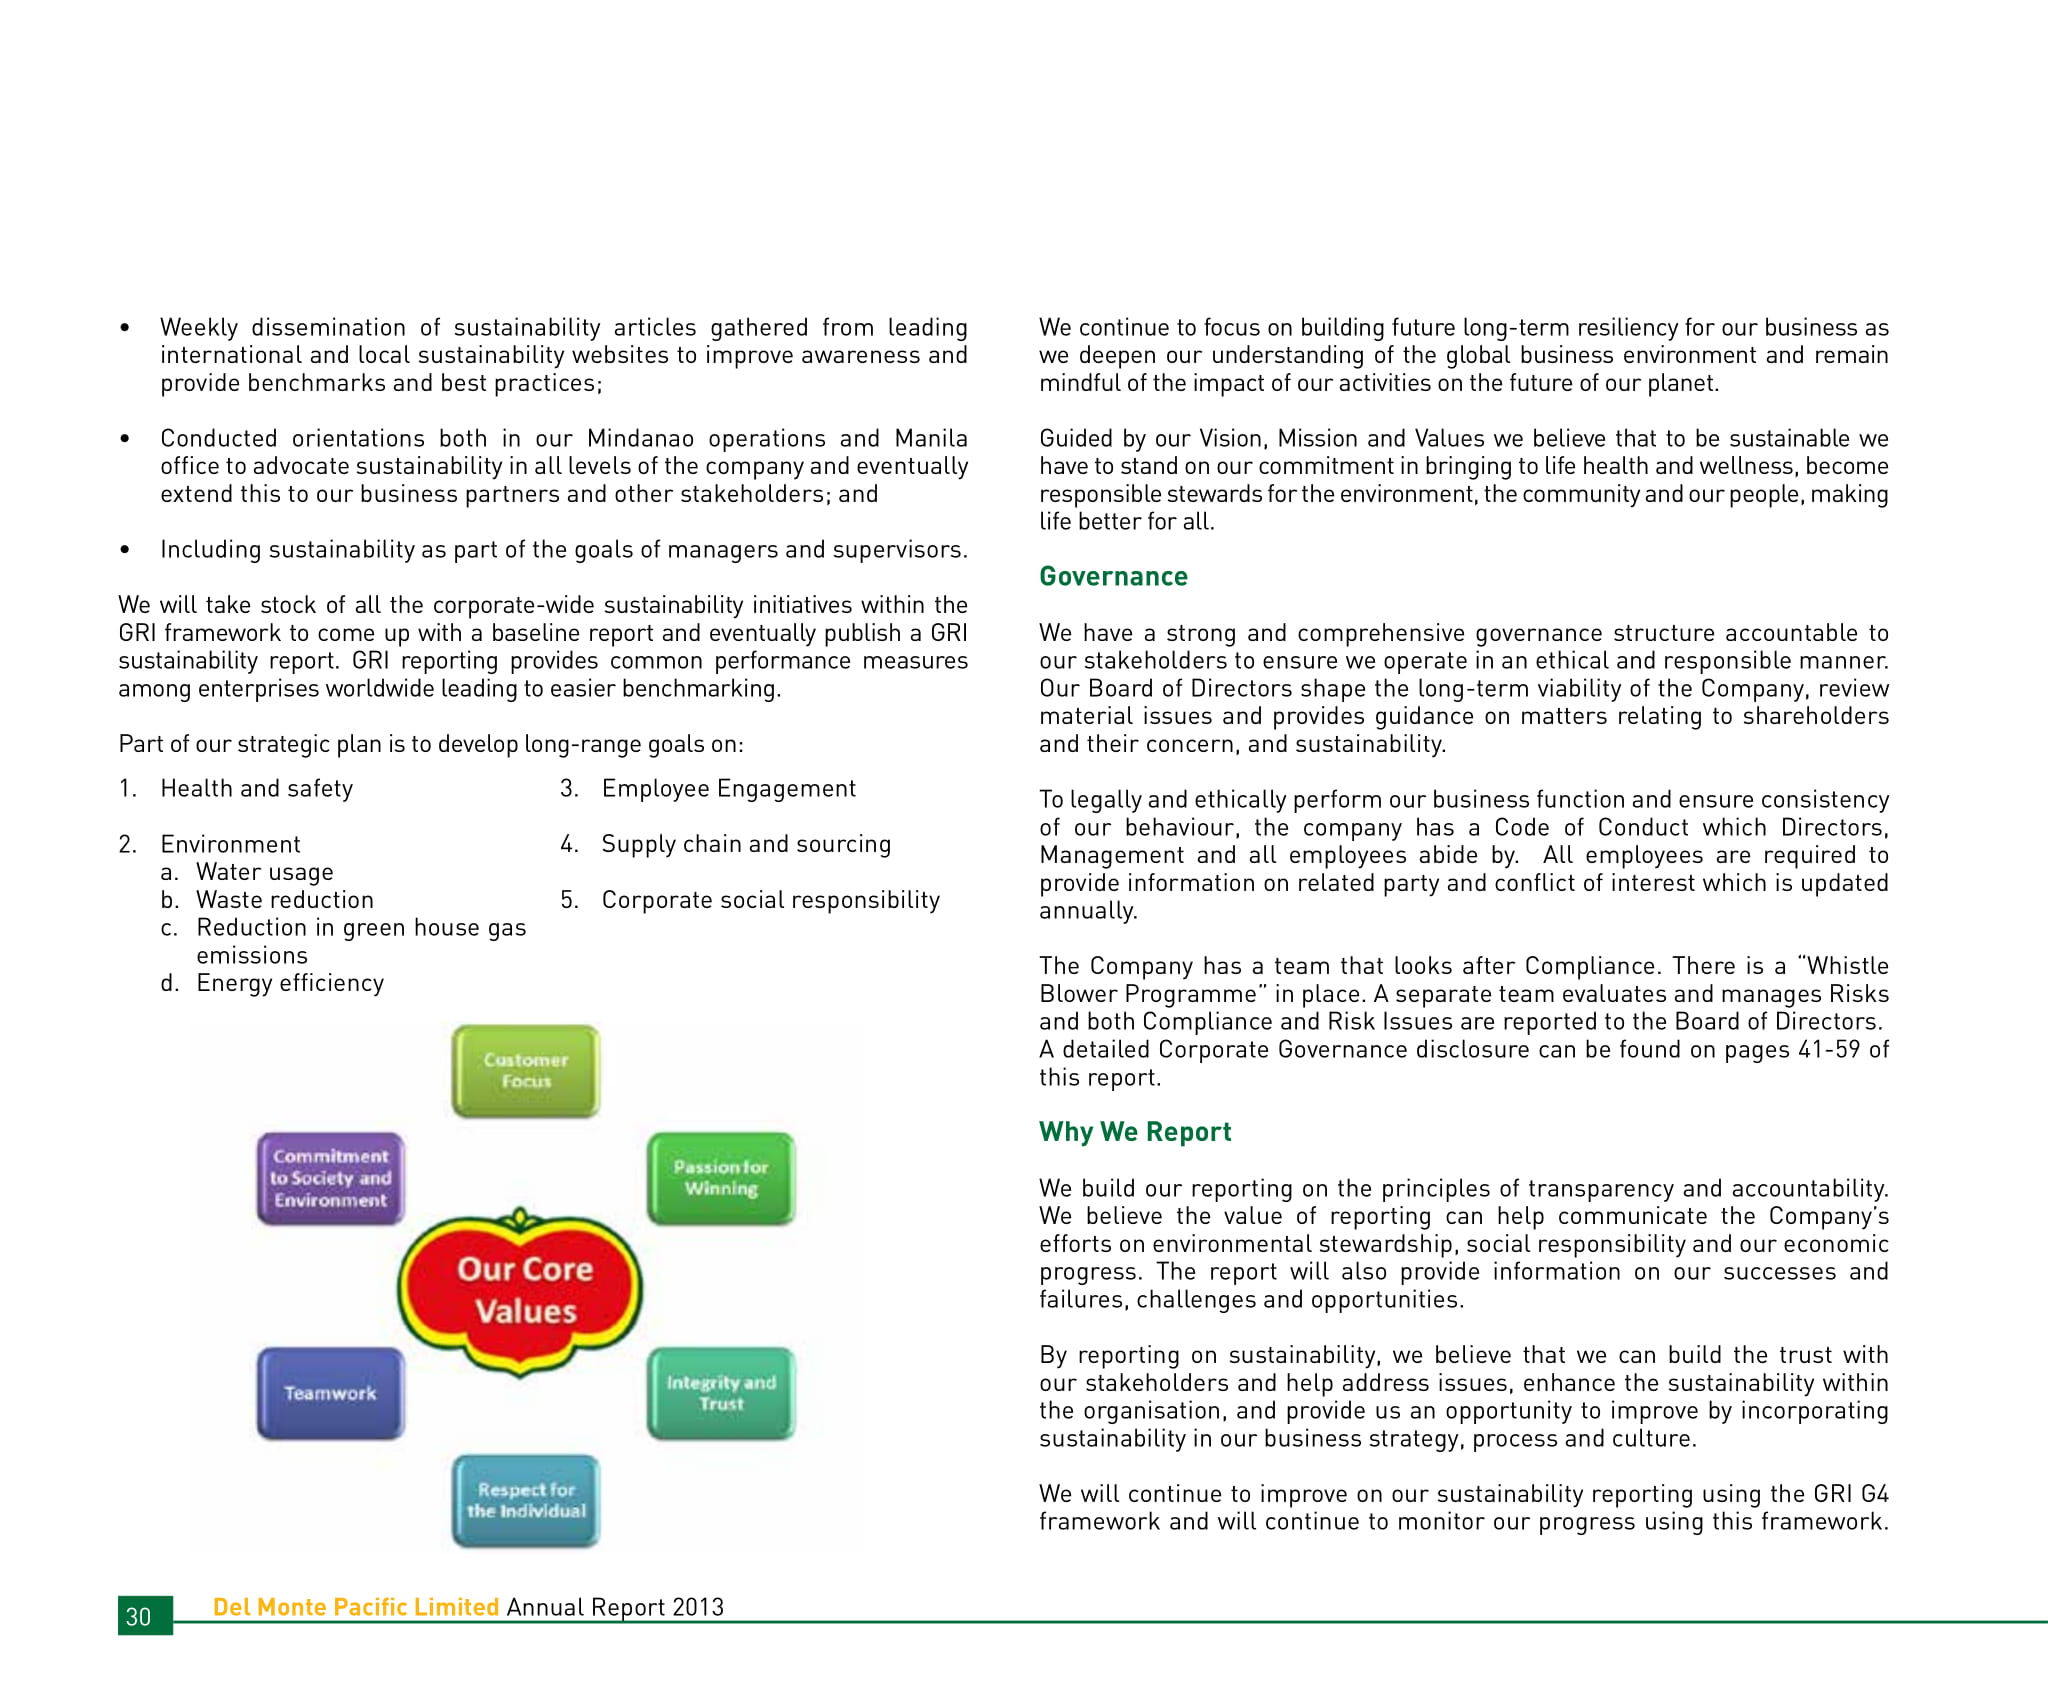 • Weekly dissemination of sustainability articles gathered from leading
international and local sustainability websites to improve awareness and
provide benchmarks and best practices;
• Conducted orientations both in our Mindanao operations and Manila
office to advocate sustainability in all levels of the company and eventually
extend this to our business partners and other stakeholders; and
• Including sustainability as part of the goals of managers and supervisors.
We will take stock of all the corporate-wide sustainability initiatives within the
GRI framework to come up with a baseline report and eventually publish a GRI
sustainability report. GRI reporting provides common performance measures
among enterprises worldwide leading to easier benchmarking.
Part of our strategic plan is to develop long-range goals on:
1. Health and safety
2. Environment
a. Water usage
b. Waste reduction
c. Reduction in green house gas
emissions
d. Energy efficiency
3. Employee Engagement
4. Supply chain and sourcing
5. Corporate social responsibility
Customer
Focus
Commitment
to Society and
Environment
Passion for
Winning
Our Core
Values
Teamwork
Integrity and
Trust
Respect for
the Individual
We continue to focus on building future long-term resiliency for our business as
we deepen our understanding of the global business environment and remain
mindful of the impact of our activities on the future of our planet.
Guided by our Vision, Mission and Values we believe that to be sustainable we
have to stand on our commitment in bringing to life health and wellness, become
responsible stewards for the environment, the community and our people, making
life better for all.
Governance
We have a strong and comprehensive governance structure accountable to
our stakeholders to ensure we operate in an ethical and responsible manner.
Our Board of Directors shape the long-term viability of the Company, review
material issues and provides guidance on matters relating to shareholders
and their concern, and sustainability.
To legally and ethically perform our business function and ensure consistency
of our behaviour, the company has a Code of Conduct which Directors,
Management and all employees abide by. All employees are required to
provide information on related party and conflict of interest which is updated
annually.
The Company has a team that looks after Compliance. There is a “Whistle
Blower Programme” in place. A separate team evaluates and manages Risks
and both Compliance and Risk Issues are reported to the Board of Directors.
A detailed Corporate Governance disclosure can be found on pages 41-59 of
this report.
Why We Report
We build our reporting on the principles of transparency and accountability.
We believe the value of reporting can help communicate the Company’s
efforts on environmental stewardship, social responsibility and our economic
progress. The report will also provide information on our successes and
failures, challenges and opportunities.
By reporting on sustainability, we believe that we can build the trust with
our stakeholders and help address issues, enhance the sustainability within
the organisation, and provide us an opportunity to improve by incorporating
sustainability in our business strategy, process and culture.
We will continue to improve on our sustainability reporting using the GRI G4
framework and will continue to monitor our progress using this framework.
30 Del Monte Pacific Limited Annual Report 2013